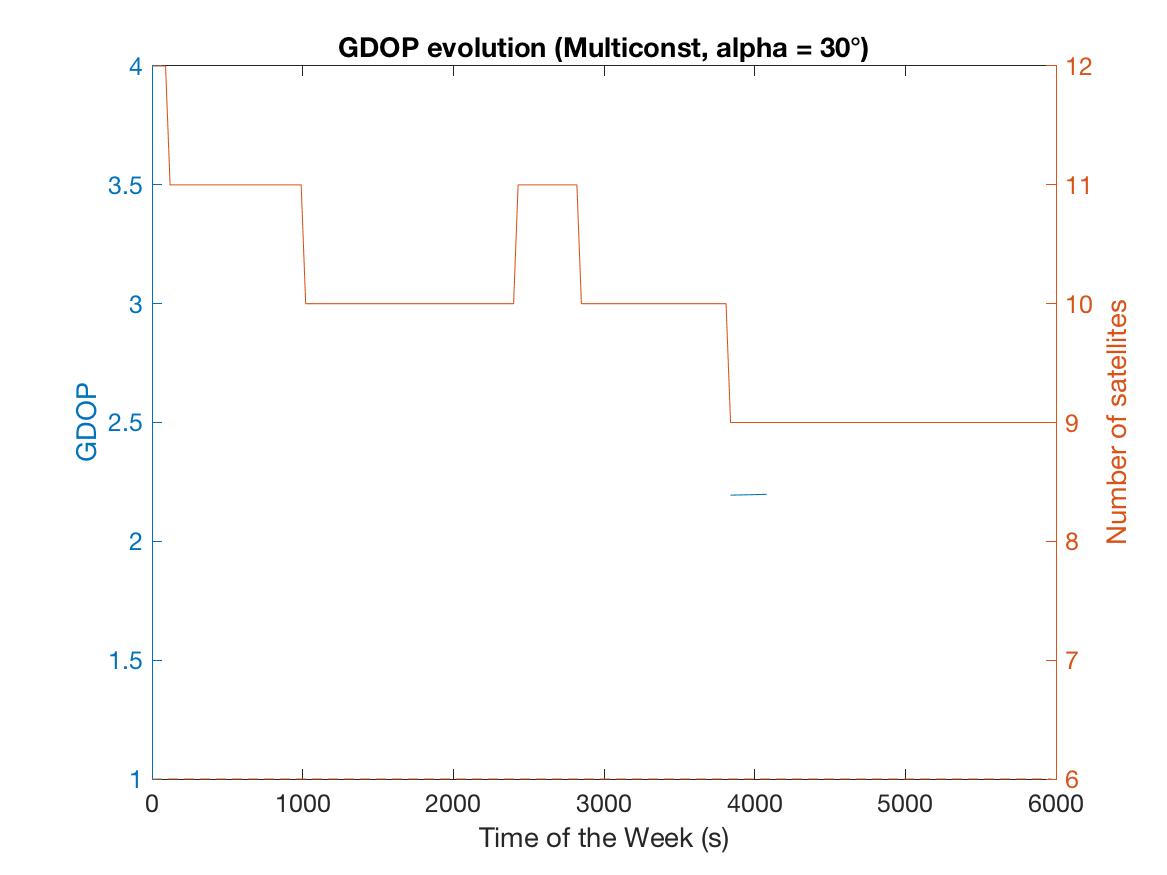 GDOP evolution (Multiconst, alpha = 30°)
4
3.5
3
2.5
2
1.5
1
GDOP
12
11
10
9
8
7
6
Number of satellites
0 1000 2000 3000 4000 5000 6000
Time of the Week (s)